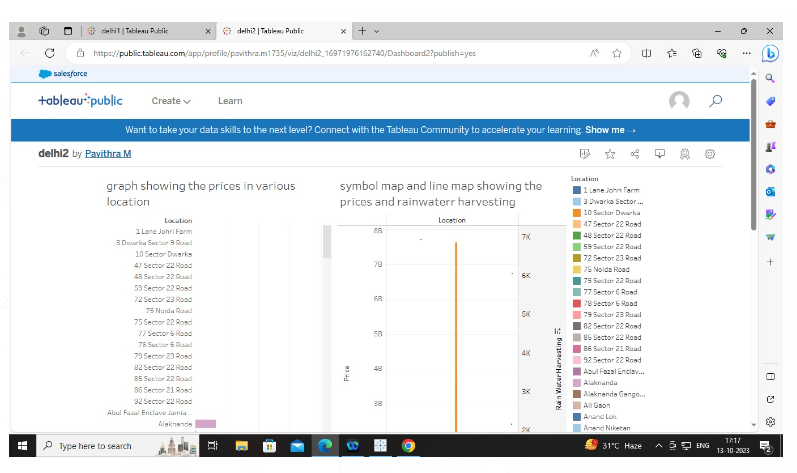 delhi1 | Tableau Public
delhi2 | Tableau Public
https://public.tableau.com/app/profile/pavithra.m1735/viz/delhi2_16971976162740/Dashboard2?publish=yes
salesforce
+ableau public
Create
Learn
Want to take your data skills to the next level? Connect with the Tableau Community to accelerate your learning. Show me →
delhi2 by Pavithra M
graph showing the prices in various
location
Location
1 Lane Johri Farm
3 Dwarka Sector 9 Road
10 Sector Dwarka
47 Sector 22 Road
48 Sector 22 Road
59 Sector 22 Road
72 Sector 23 Road
75 Noida Road
75 Sector 22 Road
77 Sector 6 Road
78 Sector 6 Road
79 Sector 23 Road
82 Sector 22 Road
85 Sector 22 Road
86 Sector 21 Road
92 Sector 22 Road
Abul Fazal Enclave Jamia...
Alaknanda
symbol map and line map showing the
prices and rainwaterr harvesting
Location
8B
7B
6B
5B
4B
3B
Price
7K
6K
5K
4K
3K
2K
Rain WaterHarvesting
Location
1 Lane Johri Farm
3 Dwarka Sector ...
10 Sector Dwarka
47 Sector 22 Road
48 Sector 22 Road
59 Sector 22 Road
72 Sector 23 Road
75 Noida Road
75 Sector 22 Road
77 Sector 6 Road
78 Sector 6 Road
79 Sector 23 Road
82 Sector 22 Road
85 Sector 22 Road
86 Sector 21 Road
92 Sector 22 Road
Abul Fazal Enclav...
Alaknanda
Alaknanda Gango...
Ali Gaon
Anand Lok
Anand Niketan
Type here to search
31°C Haze
ENG
17:17
13-10-2023
2